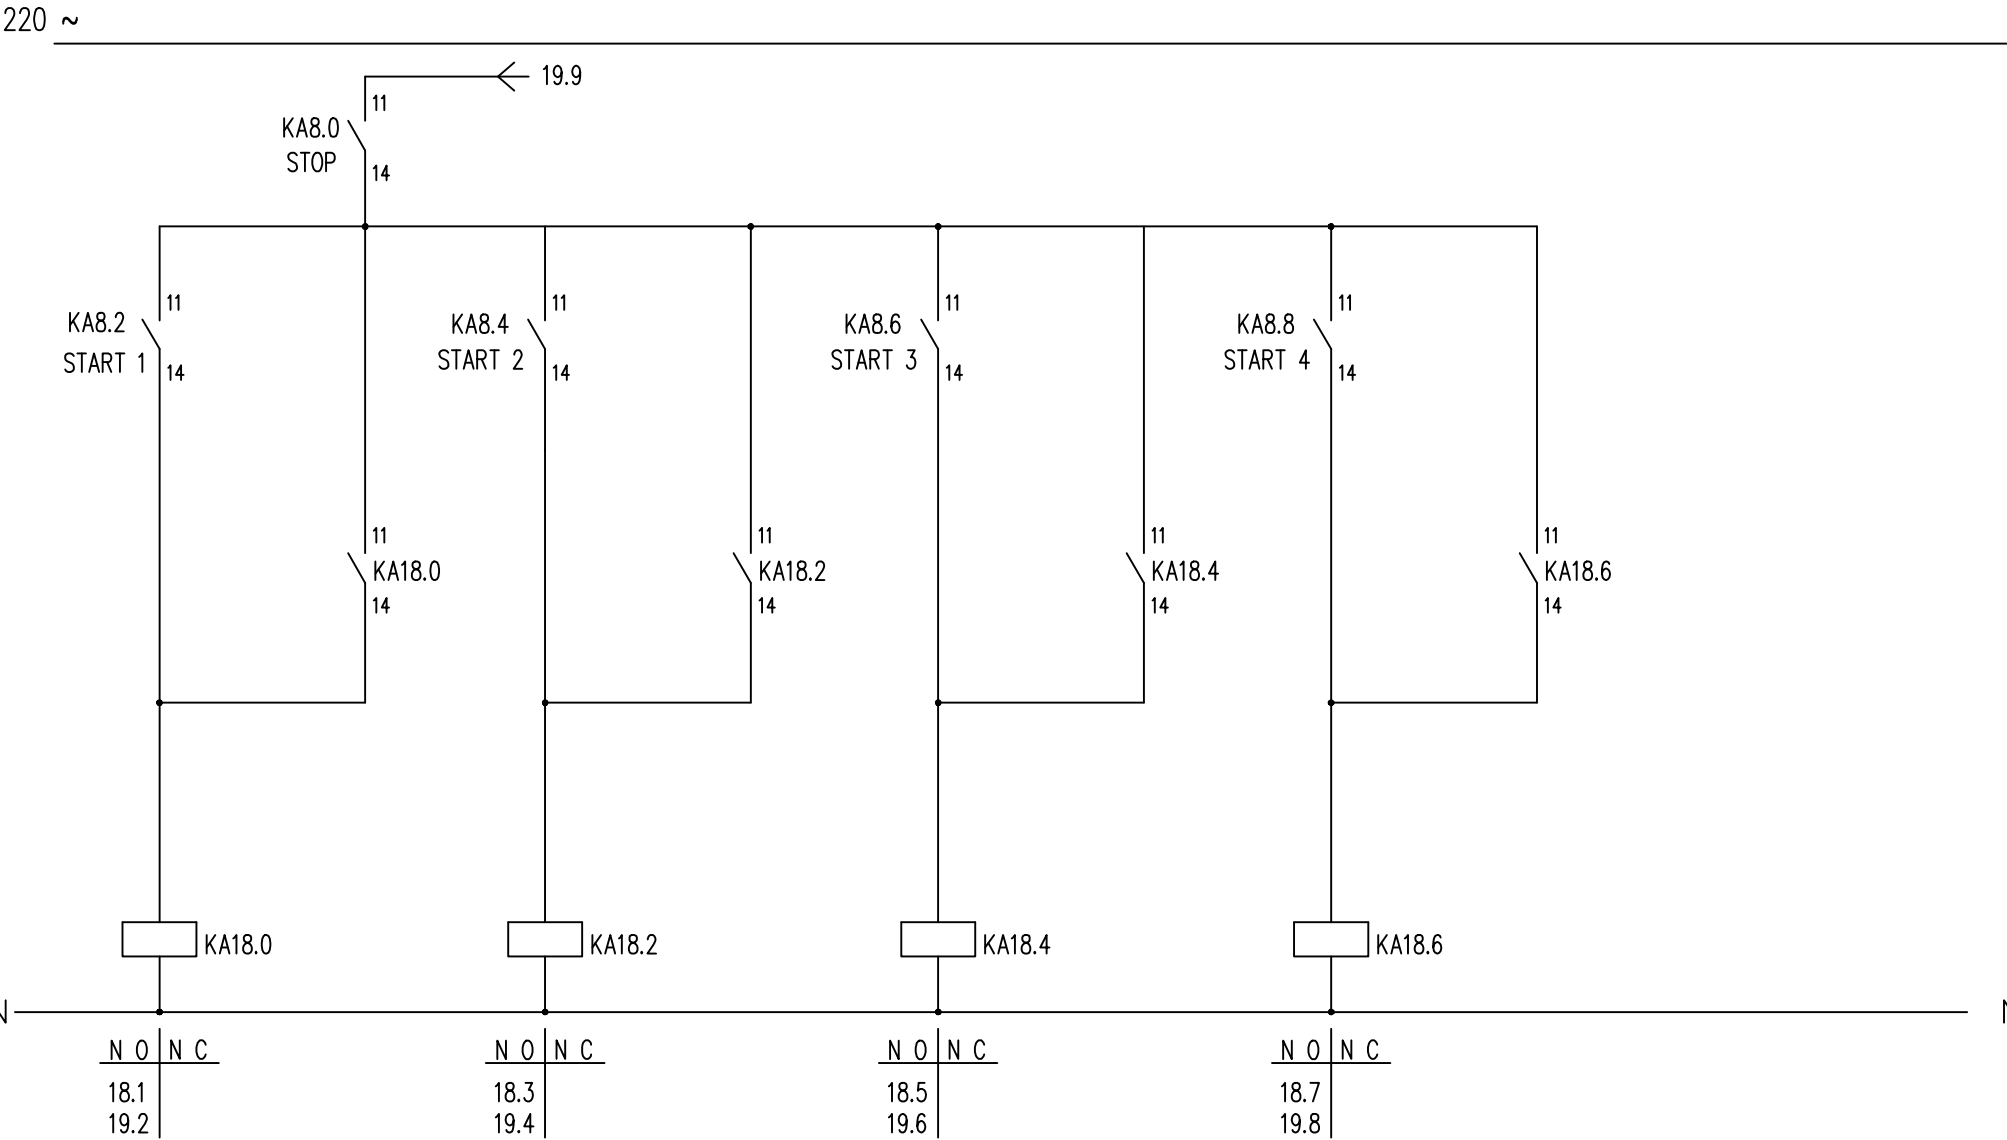 220 ~
19.9
11
KA8.0
STOP
14
11
KA8.2
START 1
14
11
KA8.4
START 2
14
11
KA8.6
START 3
14
11
KA8.8
START 4
14
11
KA18.0
14
11
KA18.2
14
11
KA18.4
14
11
KA18.6
14
KA18.0
KA18.2
KA18.4
KA18.6
N
N
N O N C
18.1
19.2
N O N C
18.3
19.4
N O N C
18.5
19.6
N O N C
18.7
19.8